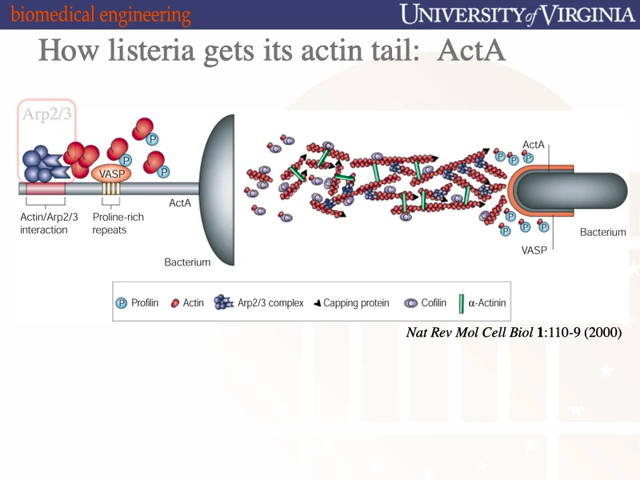 biomedical engineering
UNIVERSITY of VIRGINIA
How listeria gets its actin tail: ActA
Arp2/3
P
P
P
VASP
ActA
Actin/Arp2/3
interaction
Proline-rich
repeats
Bacterium
ActA
P
P
P
P
P
P
P
Bacterium
VASP
P Profilin
Actin
Arp2/3 complex
Capping protein
Cofilin
α-Actinin
Nat Rev Mol Cell Biol 1:110-9 (2000)